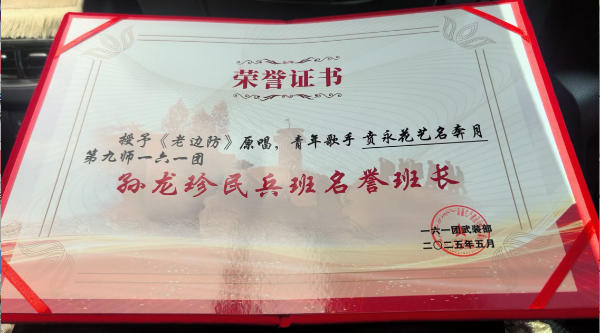 荣誉证书
授予《老边防》原唱，青年歌手 贲永花艺名奔月
第九师一六一团
孙龙珍民兵班名誉班长
一六一团武装部
二〇二五年五月